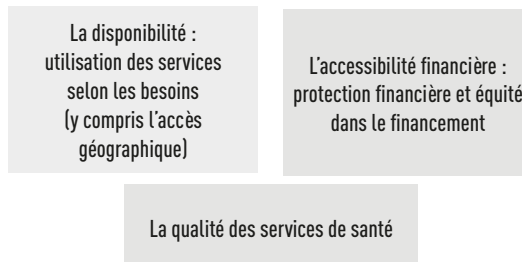 La disponibilité :
utilisation des services
selon les besoins
(y compris l’accès
géographique)
L’accessibilité financière :
protection financière et équité
dans le financement
La qualité des services de santé